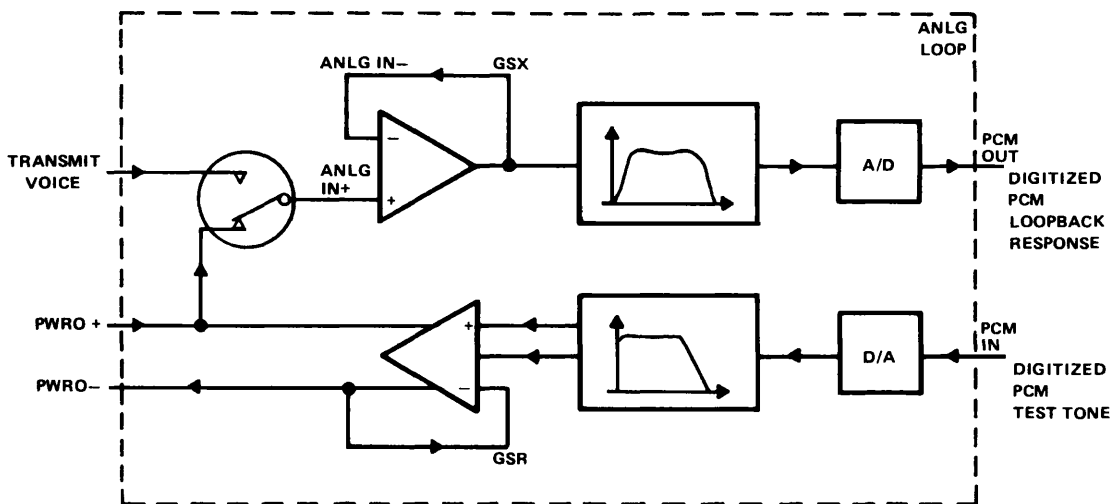 ANLG
LOOP
ANLG IN−
GSX
TRANSMIT
VOICE
ANLG
IN+
−
+
A/D
PCM
OUT
DIGITIZED
PCM
LOOPBACK
RESPONSE
PWRO +
PWRO−
+
−
GSR
D/A
PCM
IN
DIGITIZED
PCM
TEST TONE